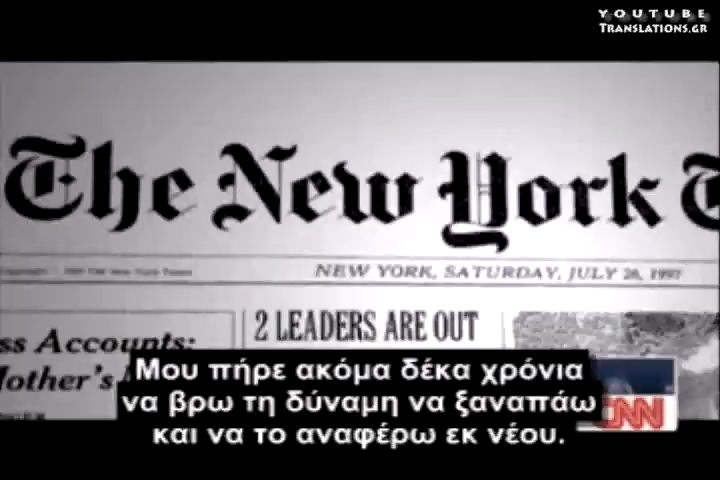 YOUTUBE
TRANSLATIONS.GR
The New York
NEW YORK, SATURDAY, JULY 26, 1997
2 LEADERS ARE OUT
ss Accounts:
other's
Μου πήρε ακόμα δέκα χρόνια
να βρω τη δύναμη να ξαναπάω
και να το αναφέρω εκ νέου.
CNN